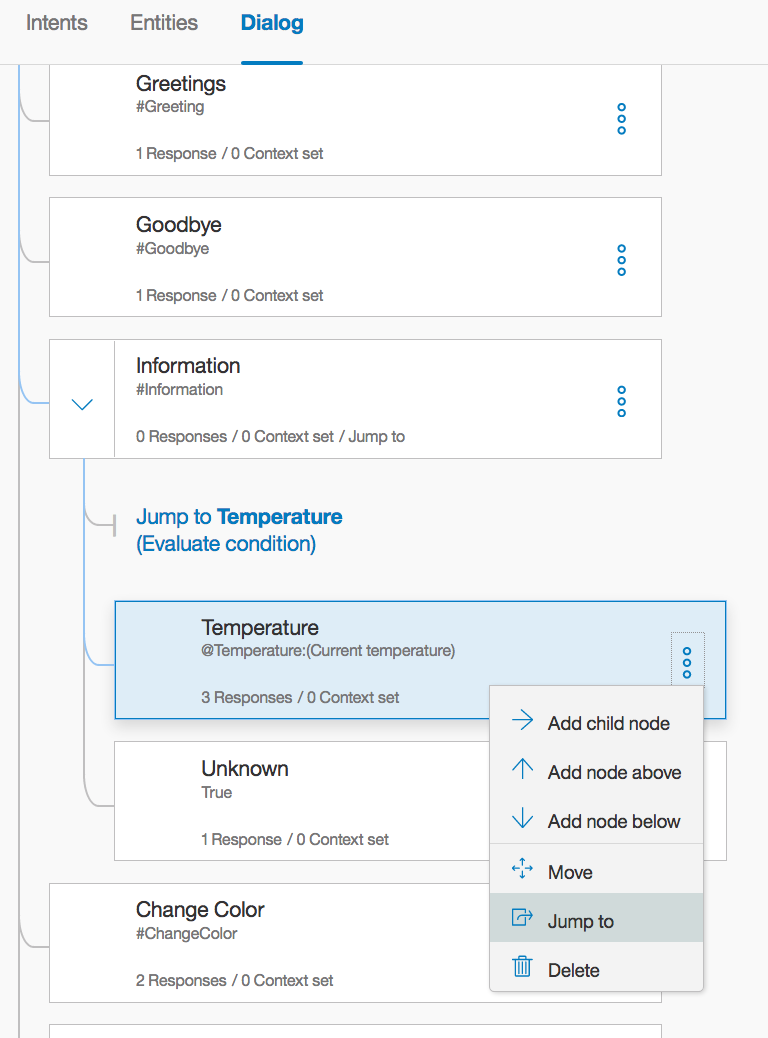 Intents Entities Dialog
Greetings
#Greeting
1 Response / 0 Context set
Goodbye
#Goodbye
1 Response / 0 Context set
Information
#Information
0 Responses / 0 Context set / Jump to
Jump to Temperature
(Evaluate condition)
Temperature
@Temperature:(Current temperature)
3 Responses / 0 Context set
Add child node
Add node above
Add node below
Move
Jump to
Delete
Unknown
True
1 Response / 0 Context set
Change Color
#ChangeColor
2 Responses / 0 Context set